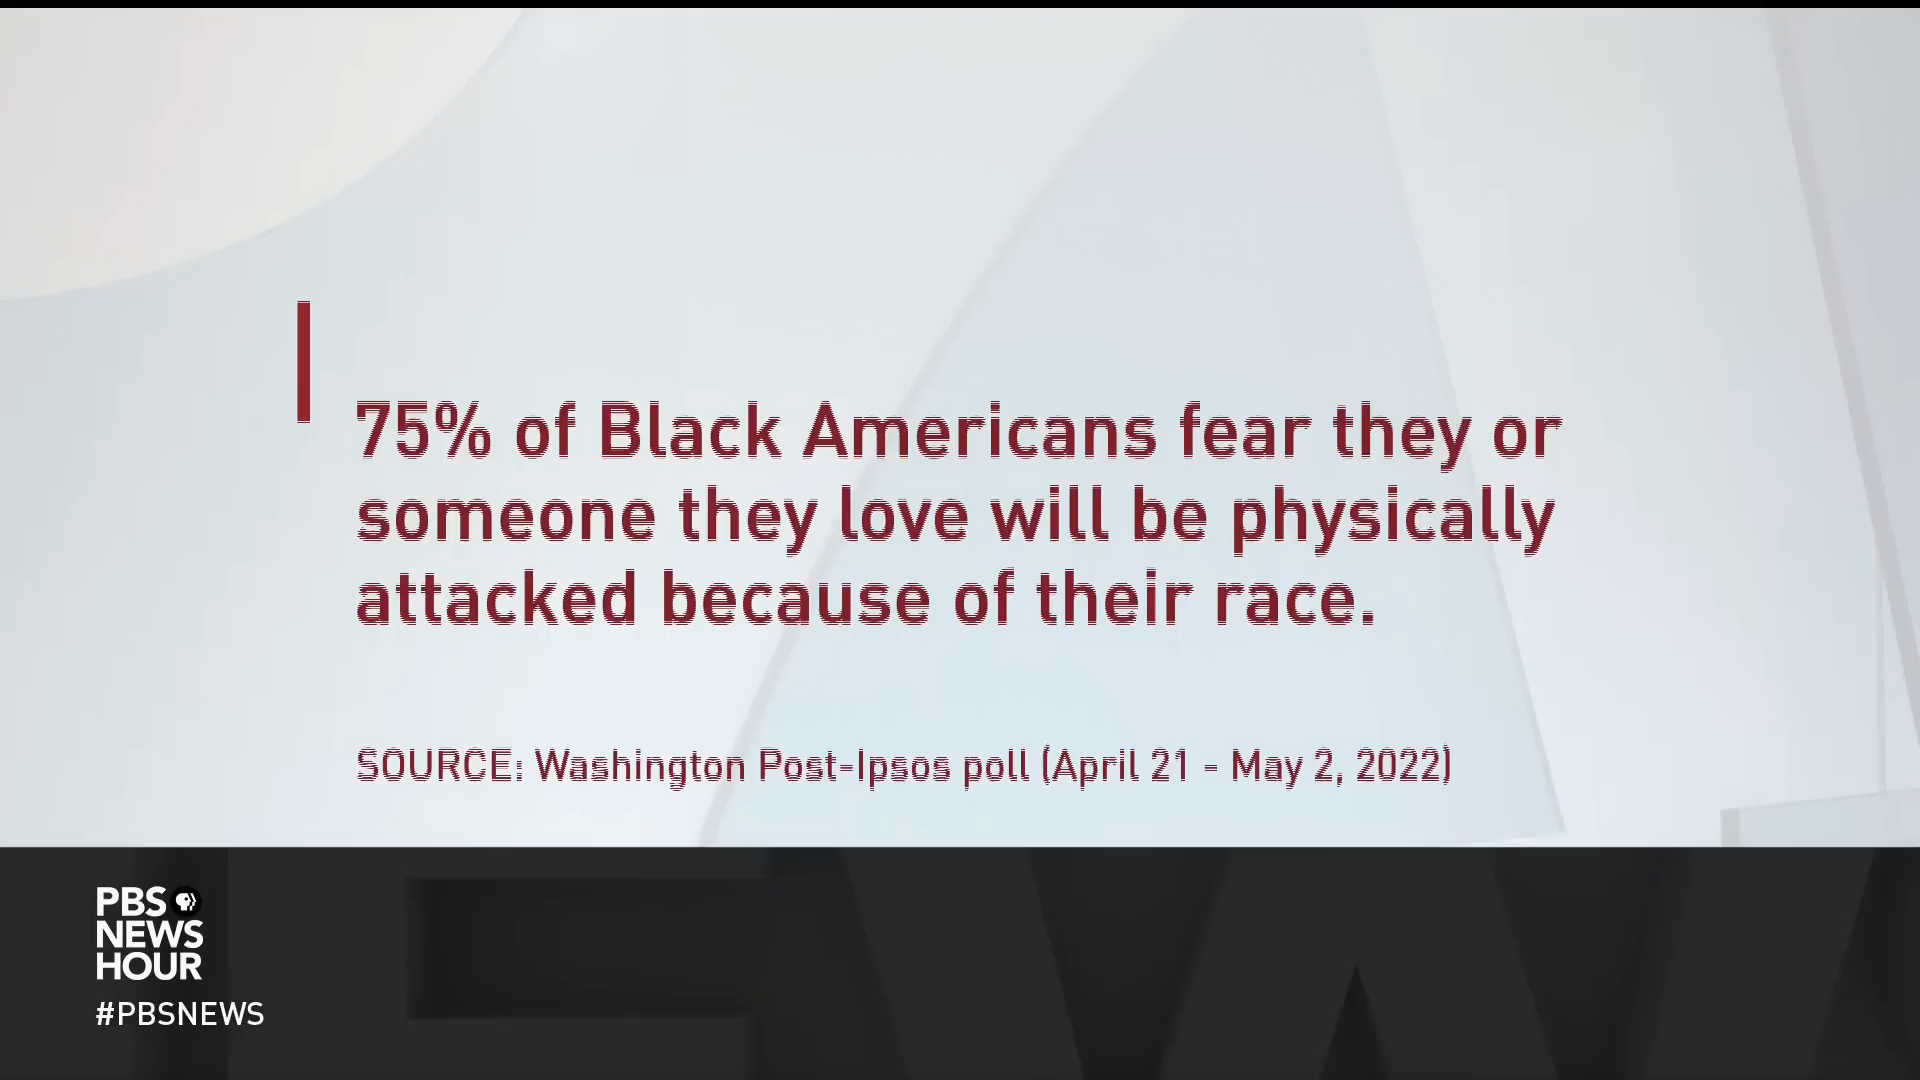 75% of Black Americans fear they or
someone they love will be physically
attacked because of their race.
SOURCE: Washington Post-Ipsos poll (April 21 - May 2, 2022)
PBS
NEWS
HOUR
#PBSNEWS